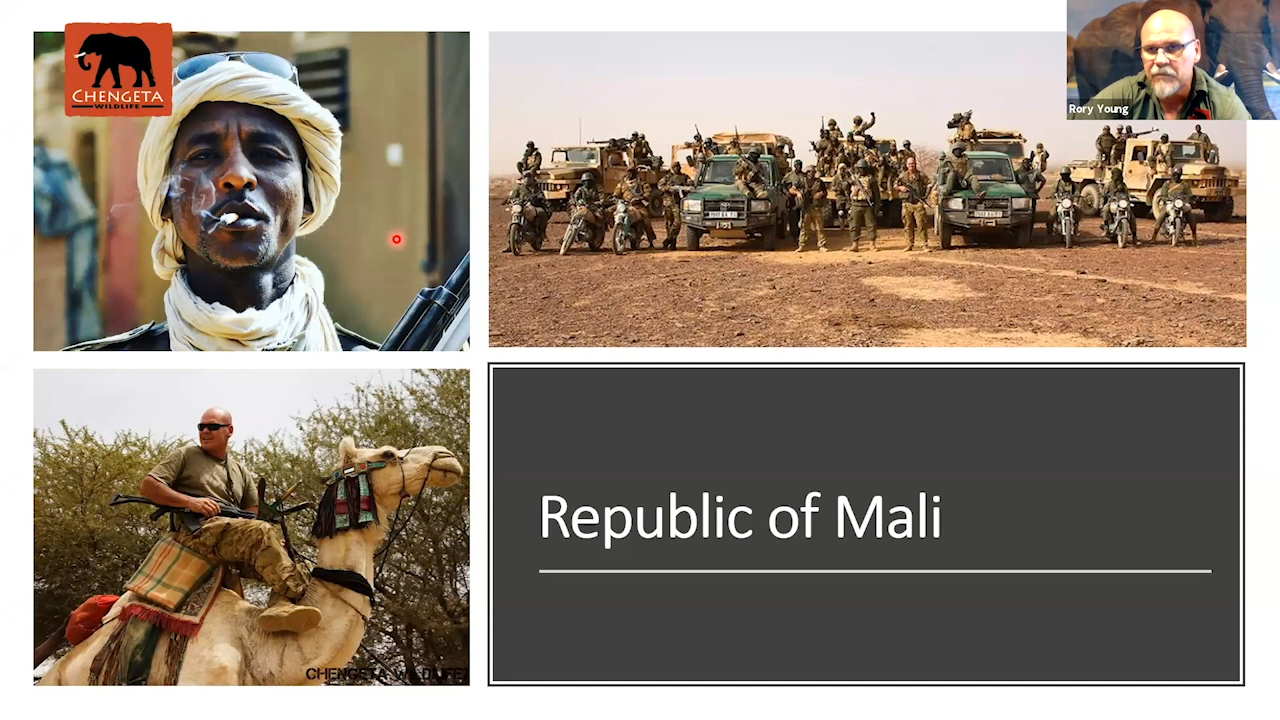 CHENGETA
WILDLIFE
Rory Young
Republic of Mali
CHENGETA WILDLIFE